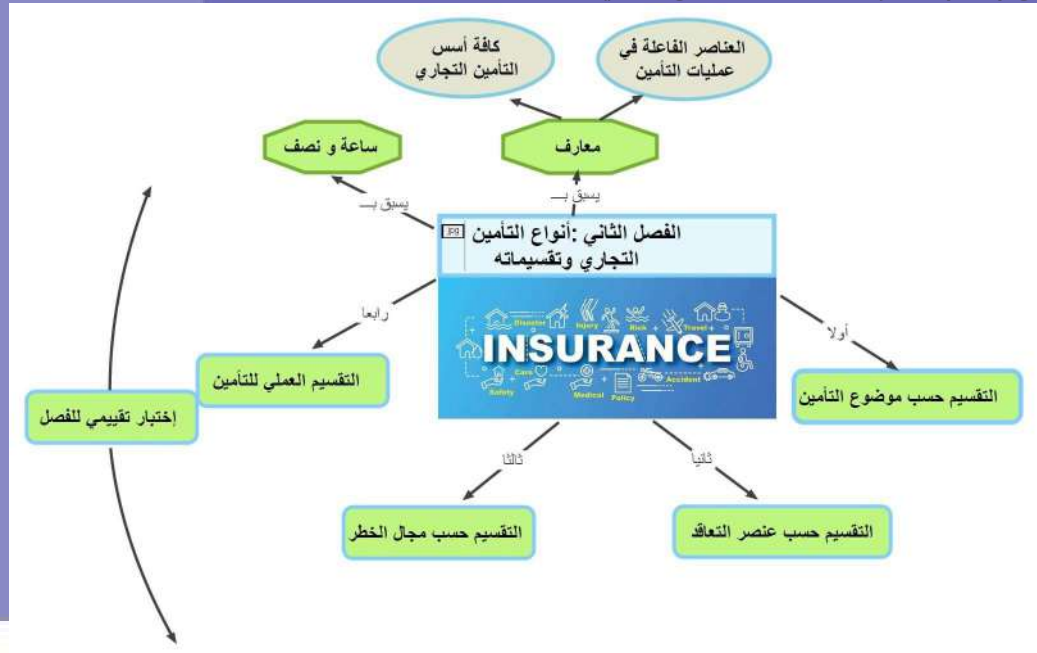 كافة أسس
التأمين التجاري
العناصر الفاعلة في
عمليات التأمين
ساعة و نصف
معارف
يسبق بـــ
يسبق بـــ
الفصل الثاني :أنواع التأمين
التجاري وتقسيماته
jpg
Disaster Injury Risk Travel
INSURANCE
Care Accident
Safety Medical Policy
أولا
التقسيم حسب موضوع التأمين
ثانيا
التقسيم حسب عنصر التعاقد
ثالثا
التقسيم حسب مجال الخطر
رابعا
التقسيم العملي للتأمين
إختبار تقييمي للفصل